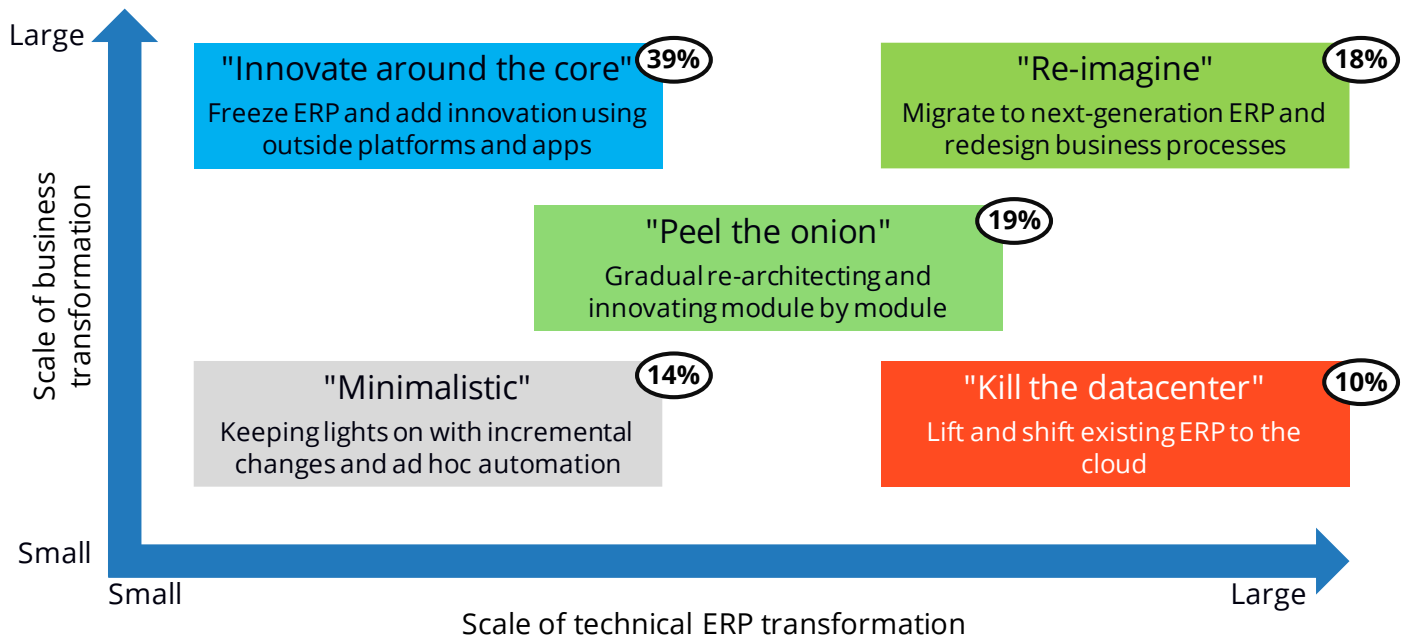 Large
"Innovate around the core"
39%
Freeze ERP and add innovation using
outside platforms and apps
"Re-imagine"
18%
Migrate to next-generation ERP and
redesign business processes
Scale of business
transformation
"Peel the onion"
19%
Gradual re-architecting and
innovating module by module
"Minimalistic"
14%
Keeping lights on with incremental
changes and ad hoc automation
"Kill the datacenter"
10%
Lift and shift existing ERP to the
cloud
Small
Small
Large
Scale of technical ERP transformation